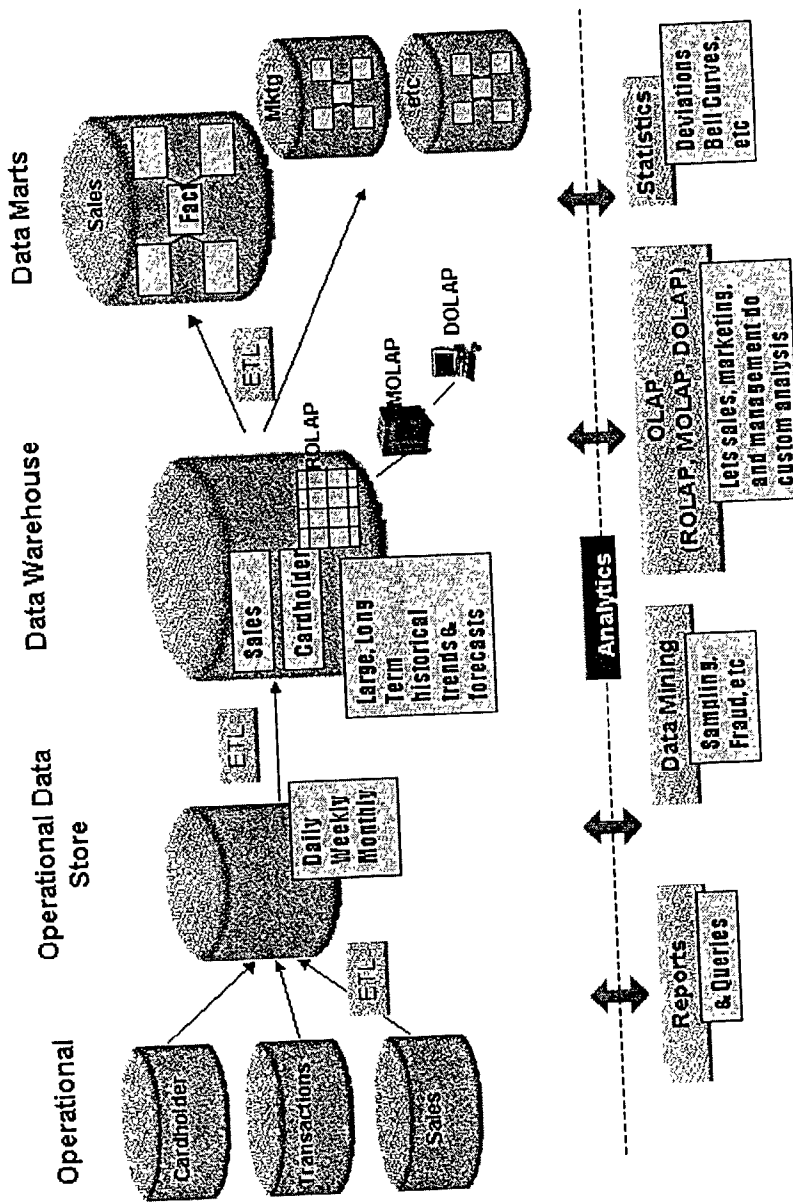 Operational
Operational Data
Store
Data Warehouse
Data Marts
Cardholder
Transactions
Sales
ETL
Daily
Weekly
Monthly
ETL
Sales
Cardholder
ROLAP
Large, Long
Term
historical
trends &
forecasts
MOLAP
DOLAP
ETL
Sales
Fact
Mktg
etc
Analytics
Reports
& Queries
Data Mining
Sampling,
Fraud, etc
OLAP
(ROLAP, MOLAP, DOLAP)
Lets sales, marketing,
and management do
custom analysis
Statistics
Deviations
Bell Curves,
etc